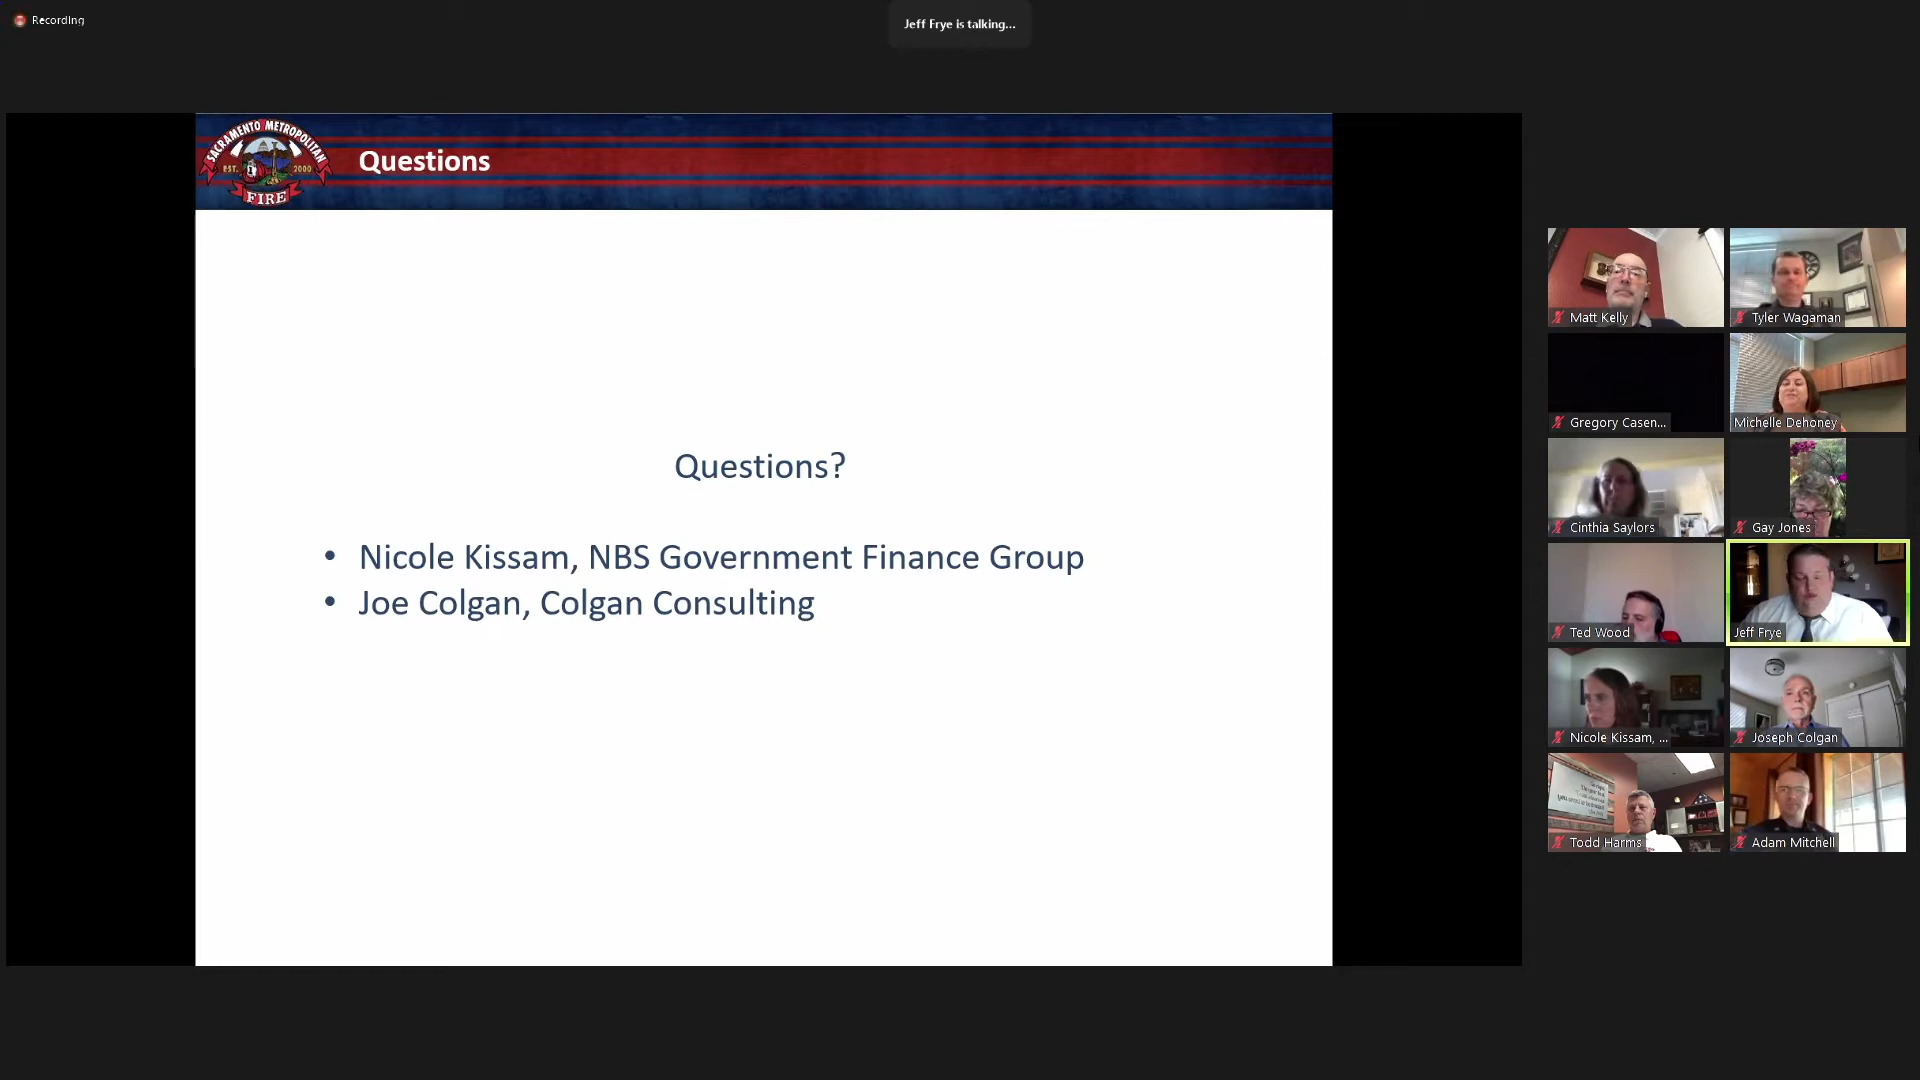 Recording
Jeff Frye is talking...
SACRAMENTO METROPOLITAN
EST. 2000
FIRE
Questions
Questions?
• Nicole Kissam, NBS Government Finance Group
• Joe Colgan, Colgan Consulting
Matt Kelly
Tyler Wagaman
Gregory Casen...
Michelle Dehoney
Cinthia Saylors
Gay Jones
Ted Wood
Jeff Frye
Nicole Kissam, ...
Joseph Colgan
Todd Harms
Adam Mitchell